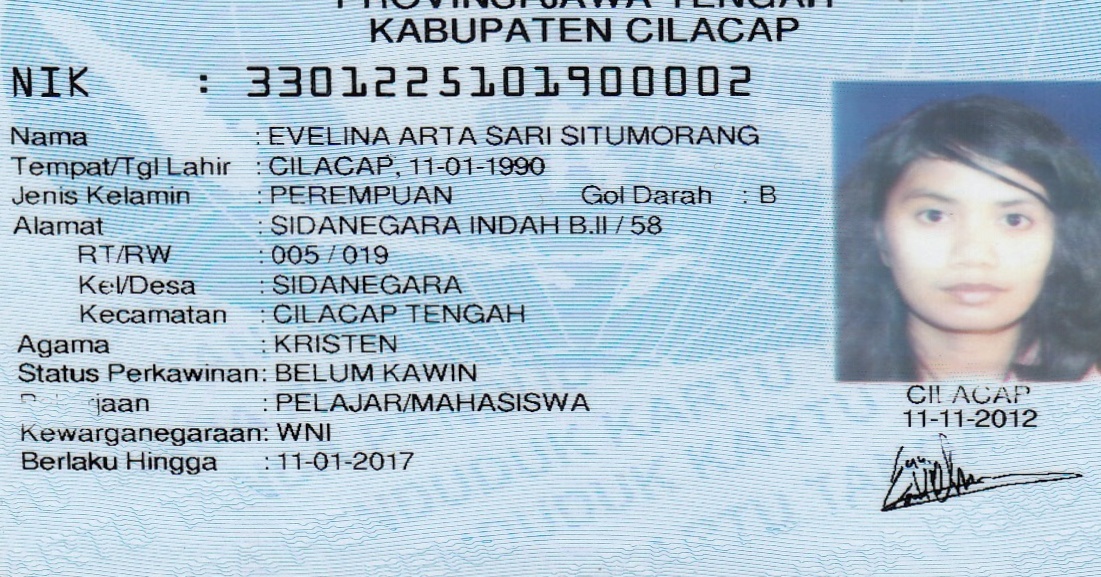 PROVINSI JAWA TENGAH
KABUPATEN CILACAP
NIK : 3301225101900002
Nama : EVELINA ARTA SARI SITUMORANG
Tempat/Tgl Lahir : CILACAP, 11-01-1990
Jenis Kelamin : PEREMPUAN Gol Darah : B
Alamat : SIDANEGARA INDAH B.II / 58
RT/RW : 005 / 019
Kel/Desa : SIDANEGARA
Kecamatan : CILACAP TENGAH
Agama : KRISTEN
Status Perkawinan: BELUM KAWIN
: PELAJAR/MAHASISWA
Kewarganegaraan: WNI
Berlaku Hingga : 11-01-2017
CILACAP
11-11-2012